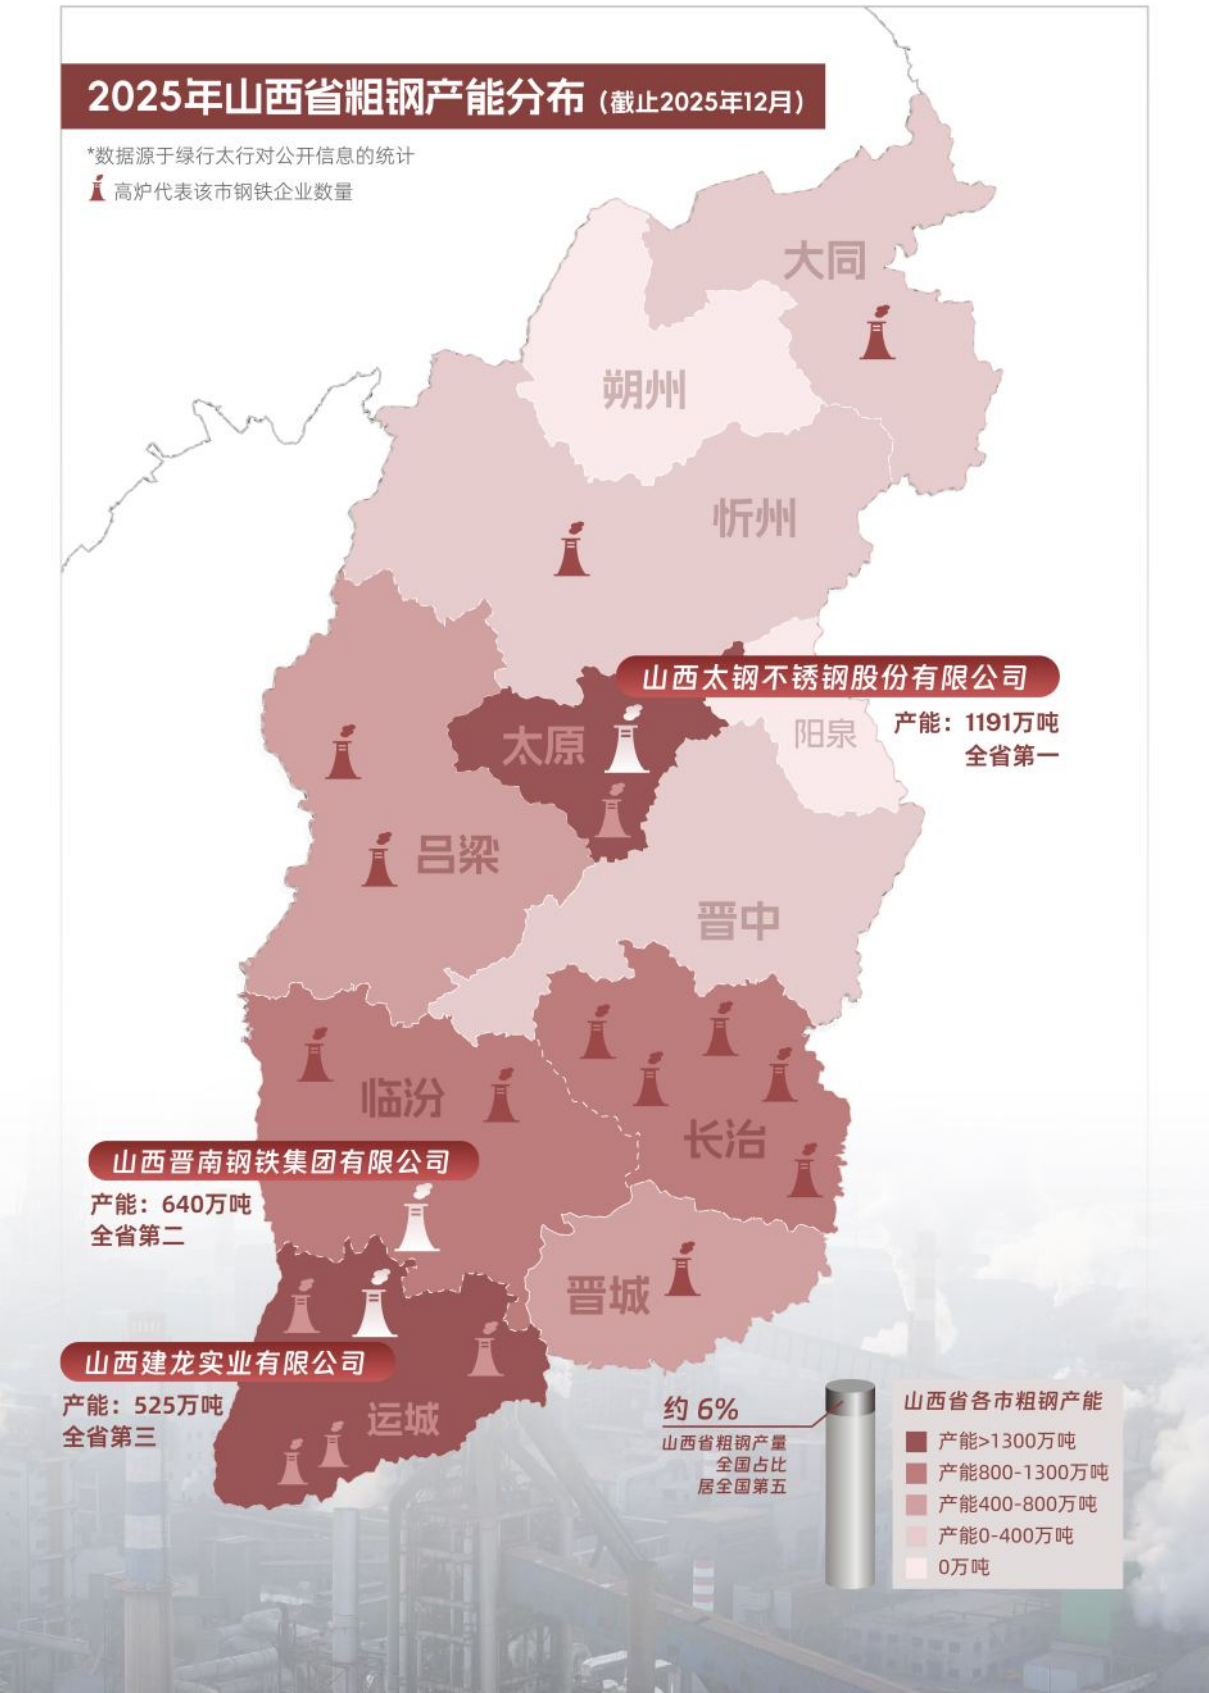 2025年山西省粗钢产能分布（截止2025年12月）
*数据源于绿行太行对公开信息的统计
高炉代表该市钢铁企业数量
大同
朔州
忻州
山西太钢不锈钢股份有限公司
产能：1191万吨
全省第一
太原
阳泉
吕梁
晋中
临汾
长治
山西晋南钢铁集团有限公司
产能：640万吨
全省第二
晋城
山西建龙实业有限公司
产能：525万吨
全省第三
运城
约 6%
山西省粗钢产量
全国占比
居全国第五
山西省各市粗钢产能
产能>1300万吨
产能800-1300万吨
产能400-800万吨
产能0-400万吨
0万吨